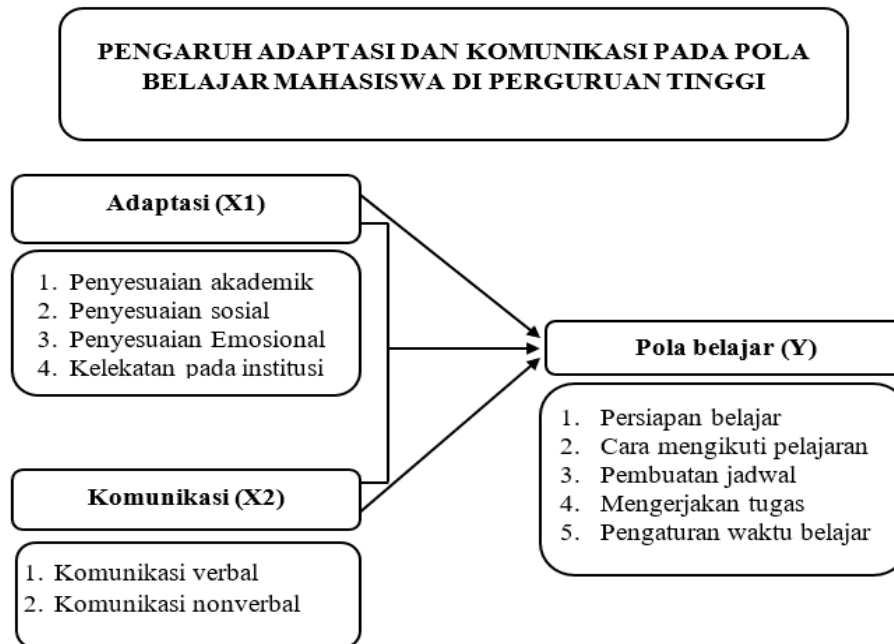 PENGARUH ADAPTASI DAN KOMUNIKASI PADA POLA
BELAJAR MAHASISWA DI PERGURUAN TINGGI
Adaptasi (X1)
1. Penyesuaian akademik
2. Penyesuaian sosial
3. Penyesuaian Emosional
4. Kelekatan pada institusi
Komunikasi (X2)
1. Komunikasi verbal
2. Komunikasi nonverbal
Pola belajar (Y)
1. Persiapan belajar
2. Cara mengikuti pelajaran
3. Pembuatan jadwal
4. Mengerjakan tugas
5. Pengaturan waktu belajar